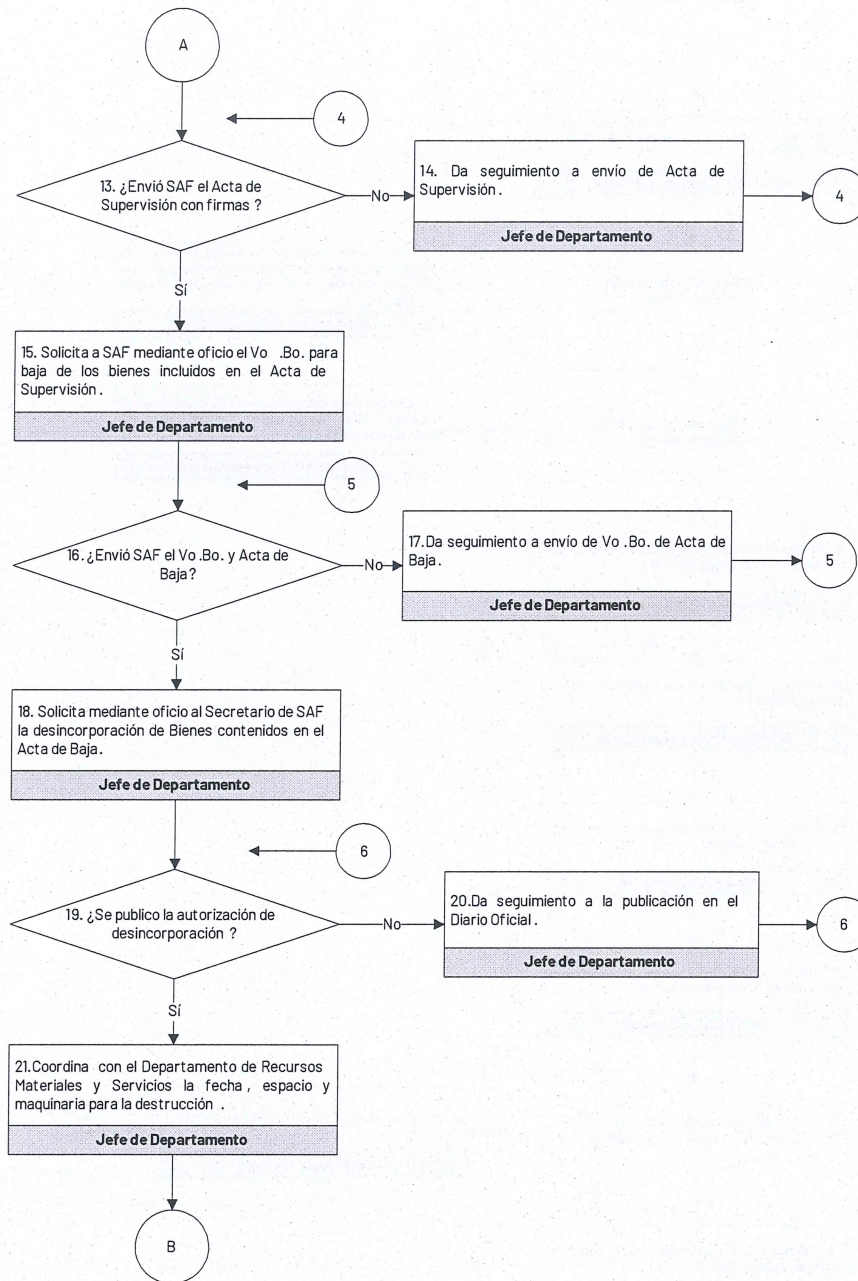 A
4
13. ¿Envió SAF el Acta de
Supervisión con firmas ?
No
14. Da seguimiento a envío de Acta de
Supervisión .
Jefe de Departamento
4
Sí
15. Solicita a SAF mediante oficio el Vo .Bo. para
baja de los bienes incluidos en el Acta de
Supervisión .
Jefe de Departamento
5
16. ¿Envió SAF el Vo .Bo. y Acta de
Baja?
No
17.Da seguimiento a envío de Vo .Bo. de Acta de
Baja.
Jefe de Departamento
5
Sí
18. Solicita mediante oficio al Secretario de SAF
la desincorporación de Bienes contenidos en el
Acta de Baja.
Jefe de Departamento
6
19. ¿Se publico la autorización de
desincorporación ?
No
20.Da seguimiento a la publicación en el
Diario Oficial .
Jefe de Departamento
6
Sí
21.Coordina con el Departamento de Recursos
Materiales y Servicios la fecha , espacio y
maquinaria para la destrucción .
Jefe de Departamento
B